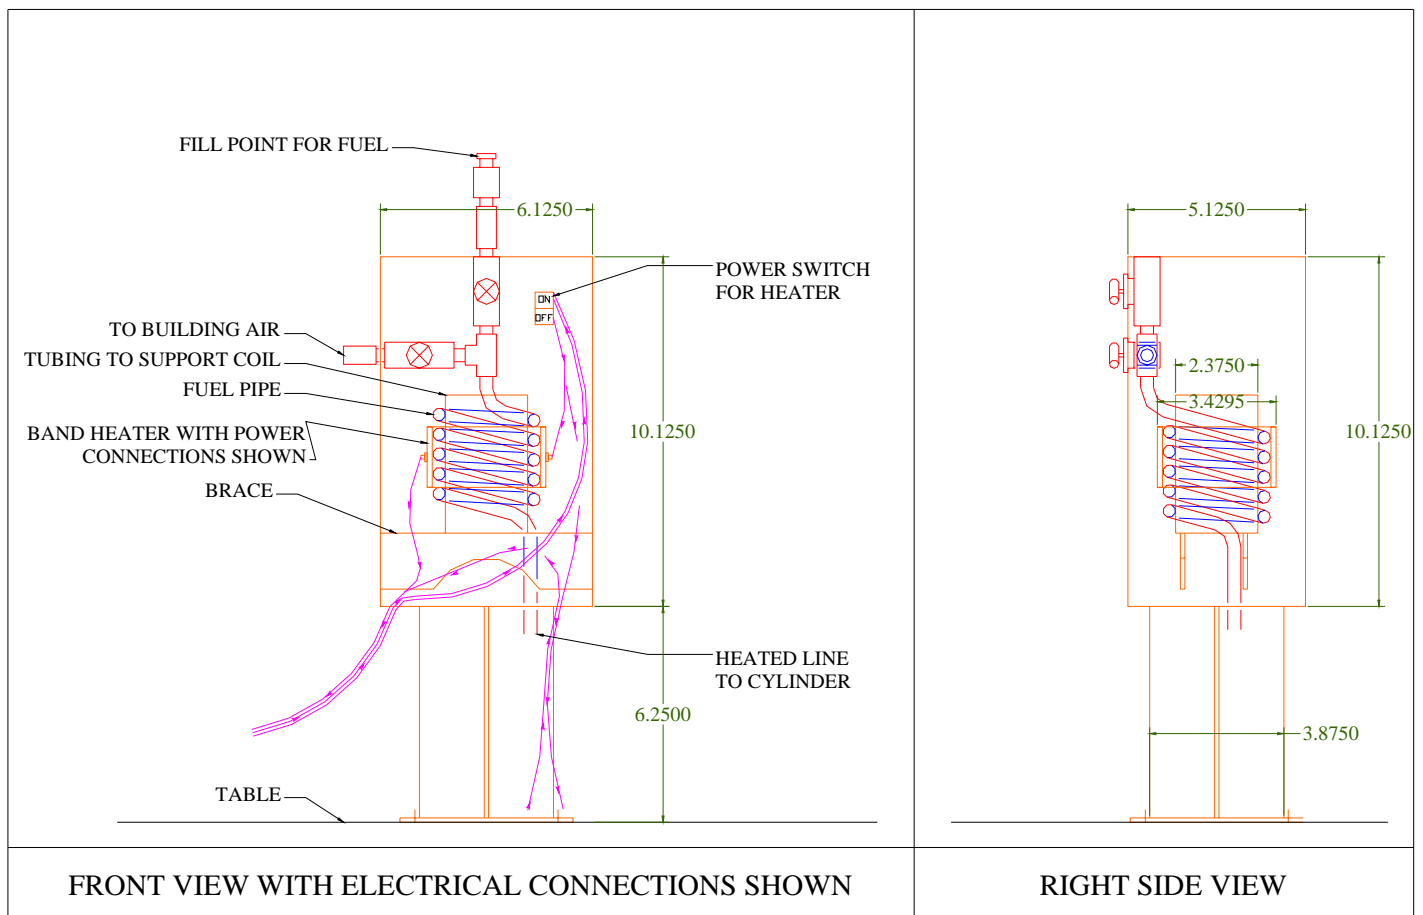 FILL POINT FOR FUEL
6.1250
POWER SWITCH
FOR HEATER
ON
OFF
TO BUILDING AIR
TUBING TO SUPPORT COIL
FUEL PIPE
BAND HEATER WITH POWER
CONNECTIONS SHOWN
BRACE
10.1250
HEATED LINE
TO CYLINDER
6.2500
TABLE
FRONT VIEW WITH ELECTRICAL CONNECTIONS SHOWN
5.1250
2.3750
3.4295
10.1250
3.8750
RIGHT SIDE VIEW